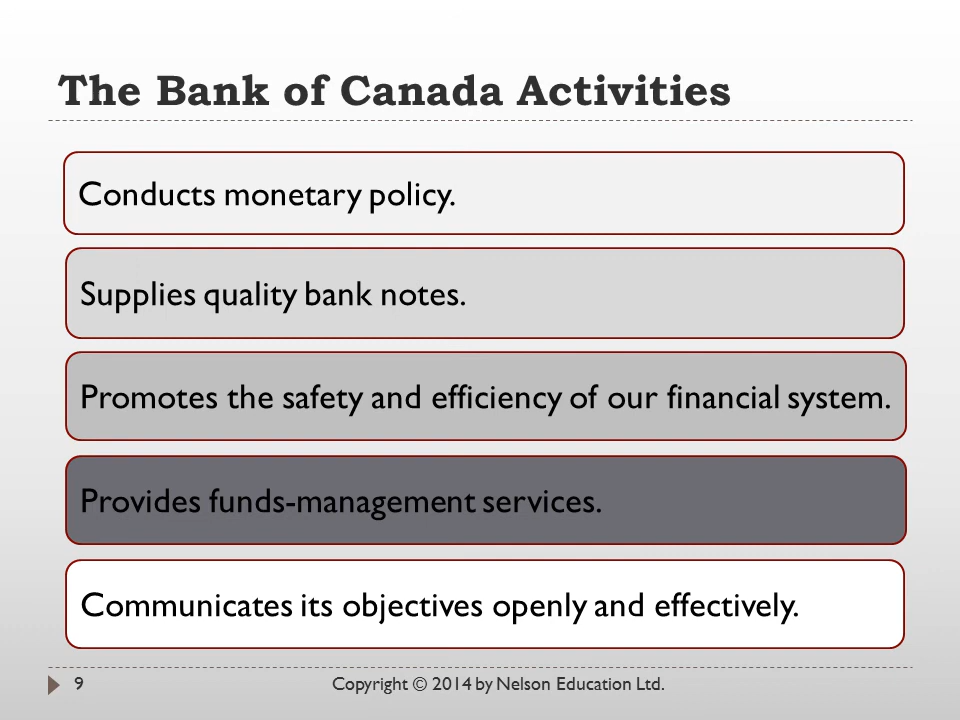 The Bank of Canada Activities
Conducts monetary policy.
Supplies quality bank notes.
Promotes the safety and efficiency of our financial system.
Provides funds-management services.
Communicates its objectives openly and effectively.
9
Copyright © 2014 by Nelson Education Ltd.